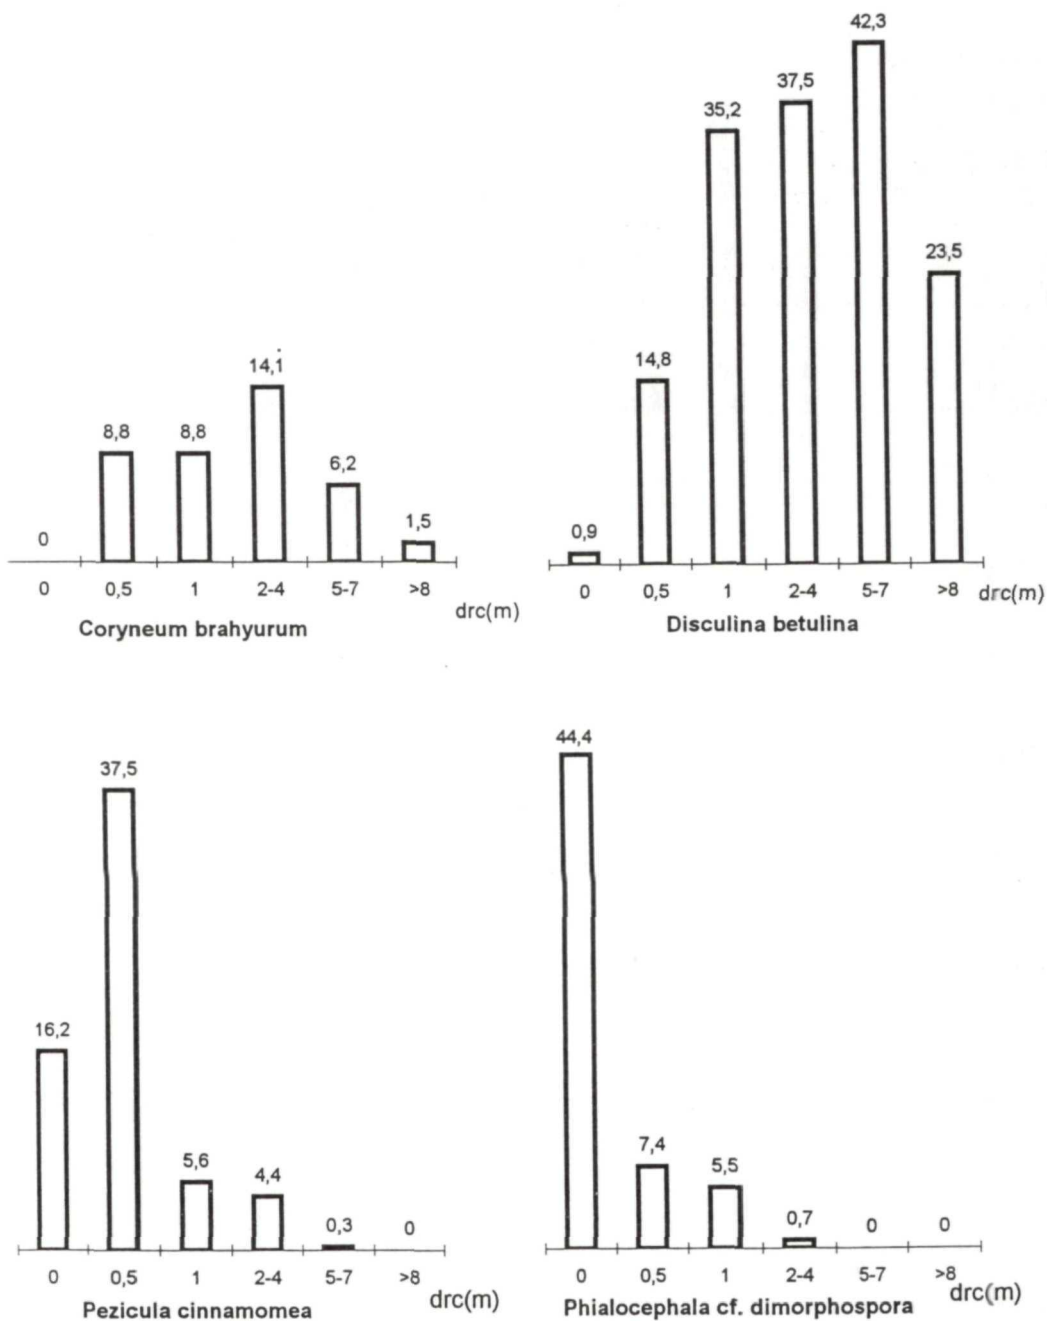 0 8,8 8,8 14,1 6,2 1,5
0 0,5 1 2-4 5-7 >8 drc(m)
Coryneum brahyurum
0,9 14,8 35,2 37,5 42,3 23,5
0 0,5 1 2-4 5-7 >8 drc(m)
Disculina betulina
16,2 37,5 5,6 4,4 0,3 0
0 0,5 1 2-4 5-7 >8 drc(m)
Pezicula cinnamomea
44,4 7,4 5,5 0,7 0 0
0 0,5 1 2-4 5-7 >8 drc(m)
Phialocephala cf. dimorphospora